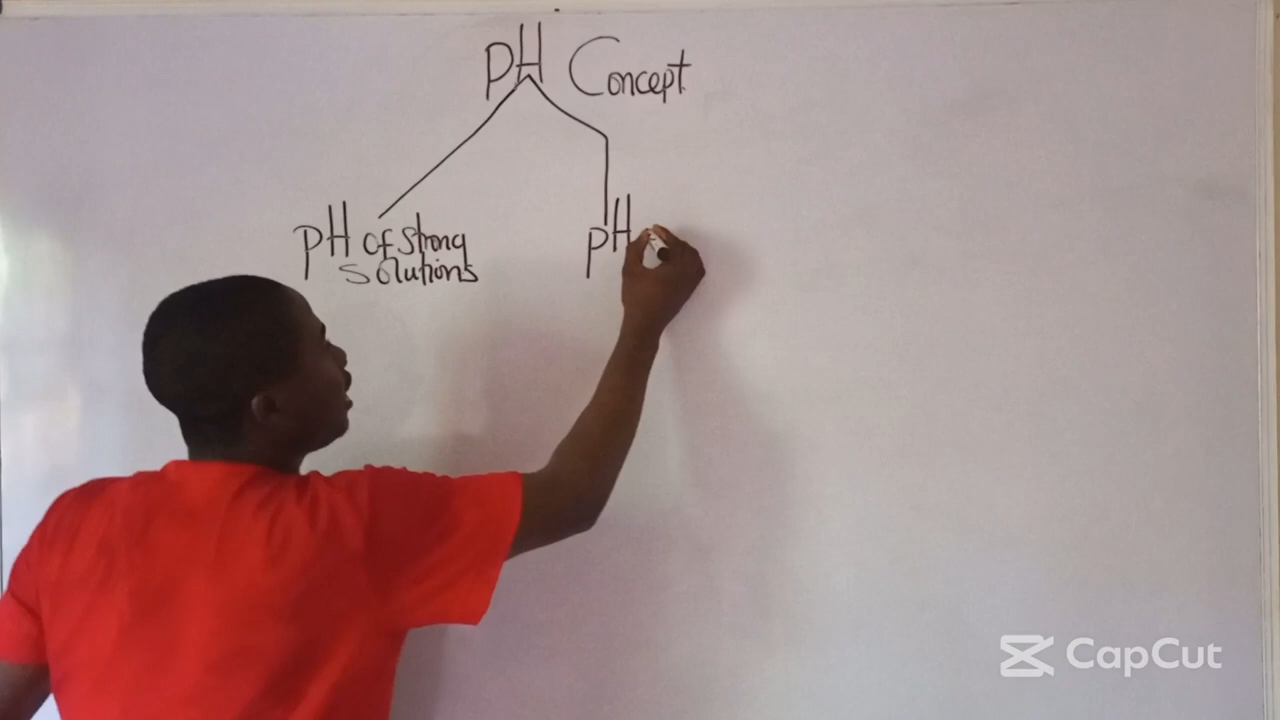 pH Concept
pH of strong
solutions
pH
CapCut